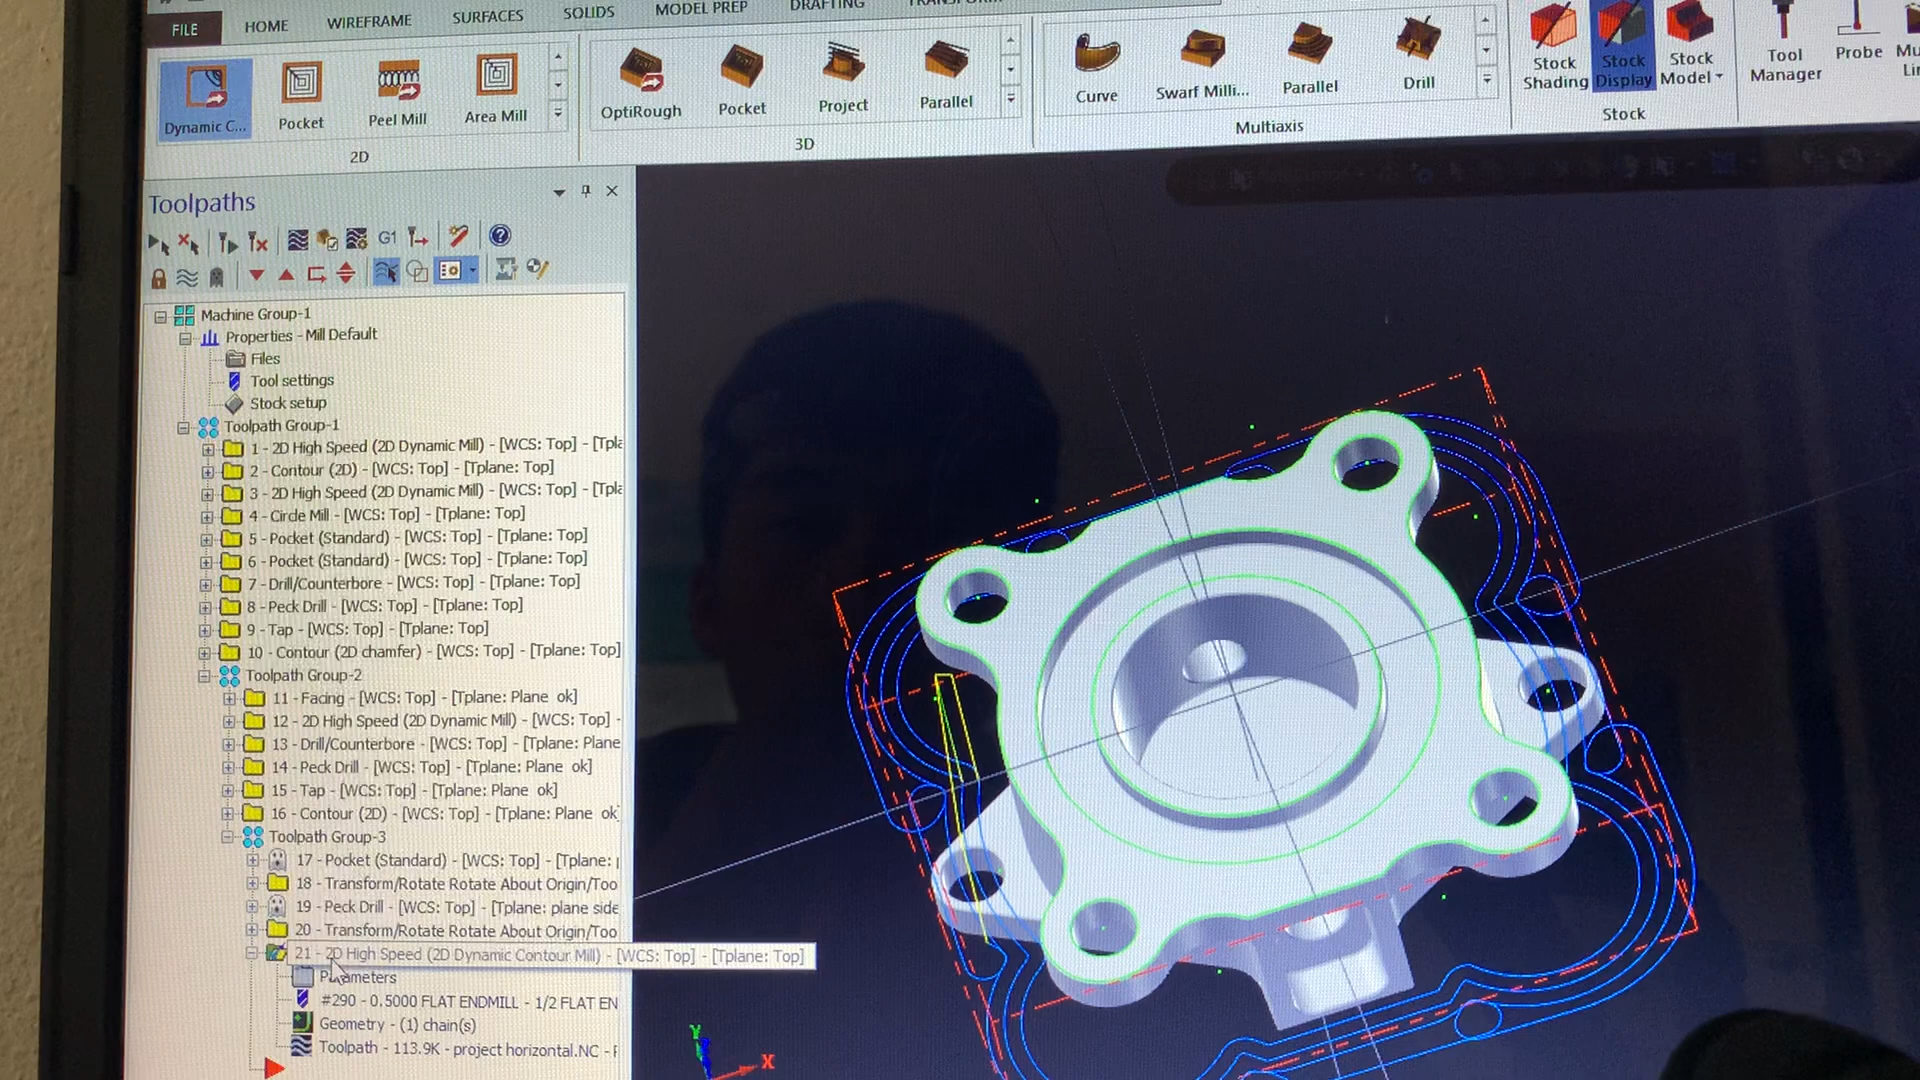 FILE HOME WIREFRAME SURFACES SOLIDS MODEL PREP DRAFTING
Dynamic C... Pocket Peel Mill Area Mill OptiRough Pocket Project Parallel Curve Swarf Milli... Parallel Drill Stock Shading Stock Display Stock Model Tool Manager Probe
2D 3D Multiaxis Stock
Toolpaths
G1
Machine Group-1
Properties - Mill Default
Files
Tool settings
Stock setup
Toolpath Group-1
1 - 2D High Speed (2D Dynamic Mill) - [WCS: Top] - [Tpla
2 - Contour (2D) - [WCS: Top] - [Tplane: Top]
3 - 2D High Speed (2D Dynamic Mill) - [WCS: Top] - [Tpla
4 - Circle Mill - [WCS: Top] - [Tplane: Top]
5 - Pocket (Standard) - [WCS: Top] - [Tplane: Top]
6 - Pocket (Standard) - [WCS: Top] - [Tplane: Top]
7 - Drill/Counterbore - [WCS: Top] - [Tplane: Top]
8 - Peck Drill - [WCS: Top] - [Tplane: Top]
9 - Tap - [WCS: Top] - [Tplane: Top]
10 - Contour (2D chamfer) - [WCS: Top] - [Tplane: Top]
Toolpath Group-2
11 - Facing - [WCS: Top] - [Tplane: Plane ok]
12 - 2D High Speed (2D Dynamic Mill) - [WCS: Top] -
13 - Drill/Counterbore - [WCS: Top] - [Tplane: Plane
14 - Peck Drill - [WCS: Top] - [Tplane: Plane ok]
15 - Tap - [WCS: Top] - [Tplane: Plane ok]
16 - Contour (2D) - [WCS: Top] - [Tplane: Plane ok
Toolpath Group-3
17 - Pocket (Standard) - [WCS: Top] - [Tplane:
18 - Transform/Rotate Rotate About Origin/Too
19 - Peck Drill - [WCS: Top] - [Tplane: plane side
20 - Transform/Rotate Rotate About Origin/Too
21 - 2D High Speed (2D Dynamic Contour Mill) - [WCS: Top] - [Tplane: Top]
Parameters
#290 - 0.5000 FLAT ENDMILL - 1/2 FLAT EN
Geometry - (1) chain(s)
Toolpath - 113.9K - project horizontal.NC -
Y
X